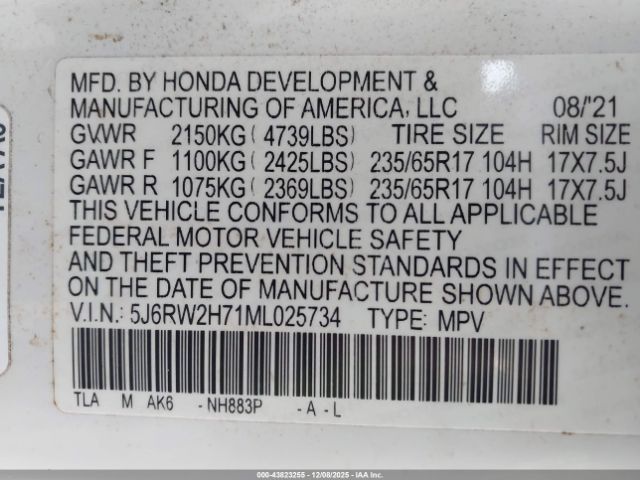 MFD. BY HONDA DEVELOPMENT &
MANUFACTURING OF AMERICA, LLC 08/'21
GVWR 2150KG ( 4739LBS) TIRE SIZE RIM SIZE
GAWR F 1100KG ( 2425LBS) 235/65R17 104H 17X7.5J
GAWR R 1075KG ( 2369LBS) 235/65R17 104H 17X7.5J
THIS VEHICLE CONFORMS TO ALL APPLICABLE
FEDERAL MOTOR VEHICLE SAFETY
AND THEFT PREVENTION STANDARDS IN EFFECT
ON THE DATE OF MANUFACTURE SHOWN ABOVE.
V.I.N.: 5J6RW2H71ML025734 TYPE: MPV
TLA M AK6 -NH883P -A-L
000-43823255 - 12/08/2025 - IAAI.com